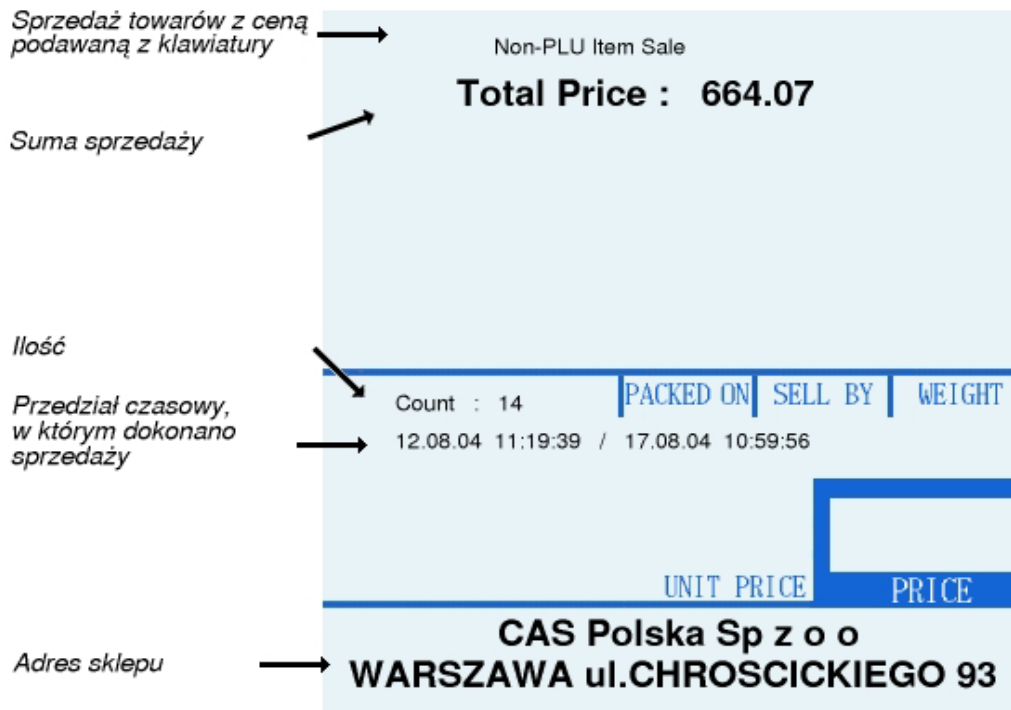 Sprzedaż towarów z ceną
podawaną z klawiatury
Non-PLU Item Sale
Total Price : 664.07
Suma sprzedaży
Ilość
Count : 14
PACKED ON SELL BY WEIGHT
Przedział czasowy,
w którym dokonano
sprzedaży
12.08.04 11:19:39 / 17.08.04 10:59:56
UNIT PRICE PRICE
CAS Polska Sp z o o
Adres sklepu
WARSZAWA ul.CHROSCICKIEGO 93